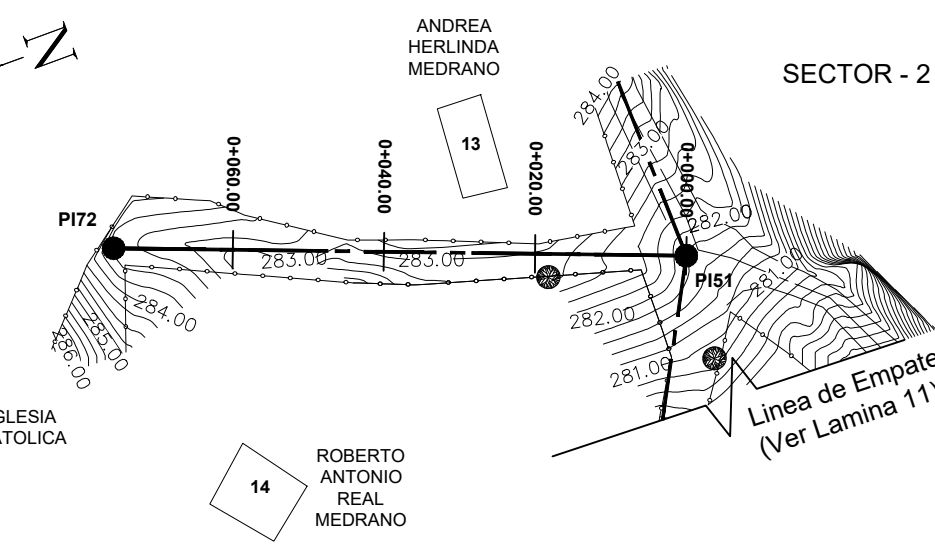 N
ANDREA
HERLINDA
MEDRANO
SECTOR - 2
13
284.00
283.00
282.00
281.00
0+060.00
0+040.00
0+020.00
0+000.00
PI72
283.00
283.00
PI51
284.00
285.00
286.00
282.00
281.00
Linea de Empate
(Ver Lamina 11)
GLESIA
ATOLICA
14
ROBERTO
ANTONIO
REAL
MEDRANO